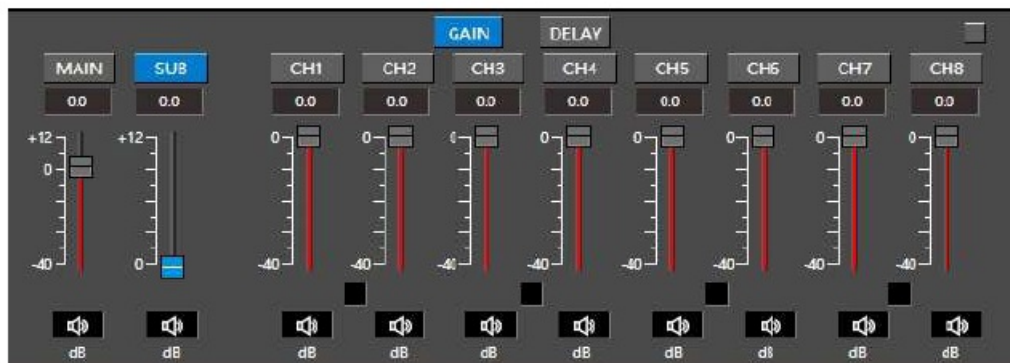 GAIN DELAY
MAIN SUB CH1 CH2 CH3 CH4 CH5 CH6 CH7 CH8
0.0 0.0 0.0 0.0 0.0 0.0 0.0 0.0 0.0 0.0
+12 +12 0 0 0 0 0 0 0 0
0
-40 0 -40 -40 -40 -40 -40 -40 -40 -40
dB dB dB dB dB dB dB dB dB dB